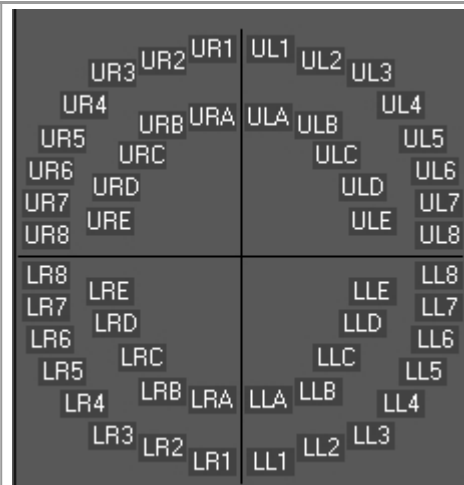 UR1 UL1
UR2 UL2
UR3 UL3
UR4 UL4
URA ULA
URB ULB
UR5 UL5
URC ULC
UR6 UL6
URD ULD
UR7 UL7
URE ULE
UR8 UL8
LR8 LL8
LRE LLE
LR7 LL7
LRD LLD
LR6 LL6
LRC LLC
LR5 LL5
LRB LLB
LRA LLA
LR4 LL4
LR3 LL3
LR2 LL2
LR1 LL1